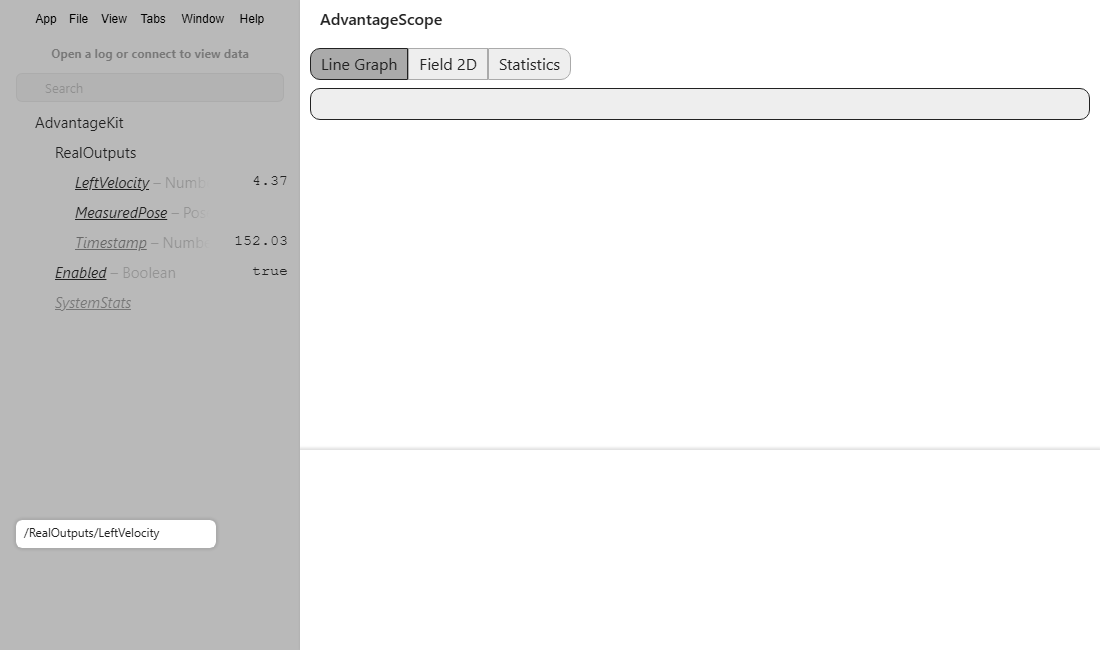 App File View Tabs Window Help
AdvantageScope
Open a log or connect to view data
Line Graph Field 2D Statistics
Search
AdvantageKit
RealOutputs
LeftVelocity – Numb 4.37
MeasuredPose – Pos
Timestamp – Numbe 152.03
Enabled – Boolean true
SystemStats
/RealOutputs/LeftVelocity